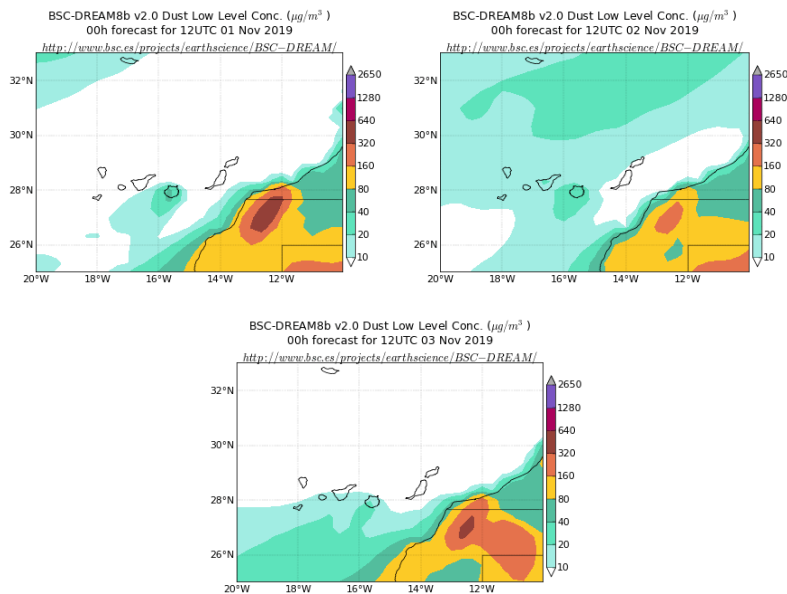 BSC-DREAM8b v2.0 Dust Low Level Conc. (μg/m³ )
00h forecast for 12UTC 01 Nov 2019
http://www.bsc.es/projects/earthscience/BSC−DREAM/
32°N
30°N
28°N
26°N
20°W 18°W 16°W 14°W 12°W
2650
1280
640
320
160
80
40
20
10
BSC-DREAM8b v2.0 Dust Low Level Conc. (μg/m³ )
00h forecast for 12UTC 02 Nov 2019
http://www.bsc.es/projects/earthscience/BSC−DREAM/
32°N
30°N
28°N
26°N
20°W 18°W 16°W 14°W 12°W
2650
1280
640
320
160
80
40
20
10
BSC-DREAM8b v2.0 Dust Low Level Conc. (μg/m³ )
00h forecast for 12UTC 03 Nov 2019
http://www.bsc.es/projects/earthscience/BSC−DREAM/
32°N
30°N
28°N
26°N
20°W 18°W 16°W 14°W 12°W
2650
1280
640
320
160
80
40
20
10